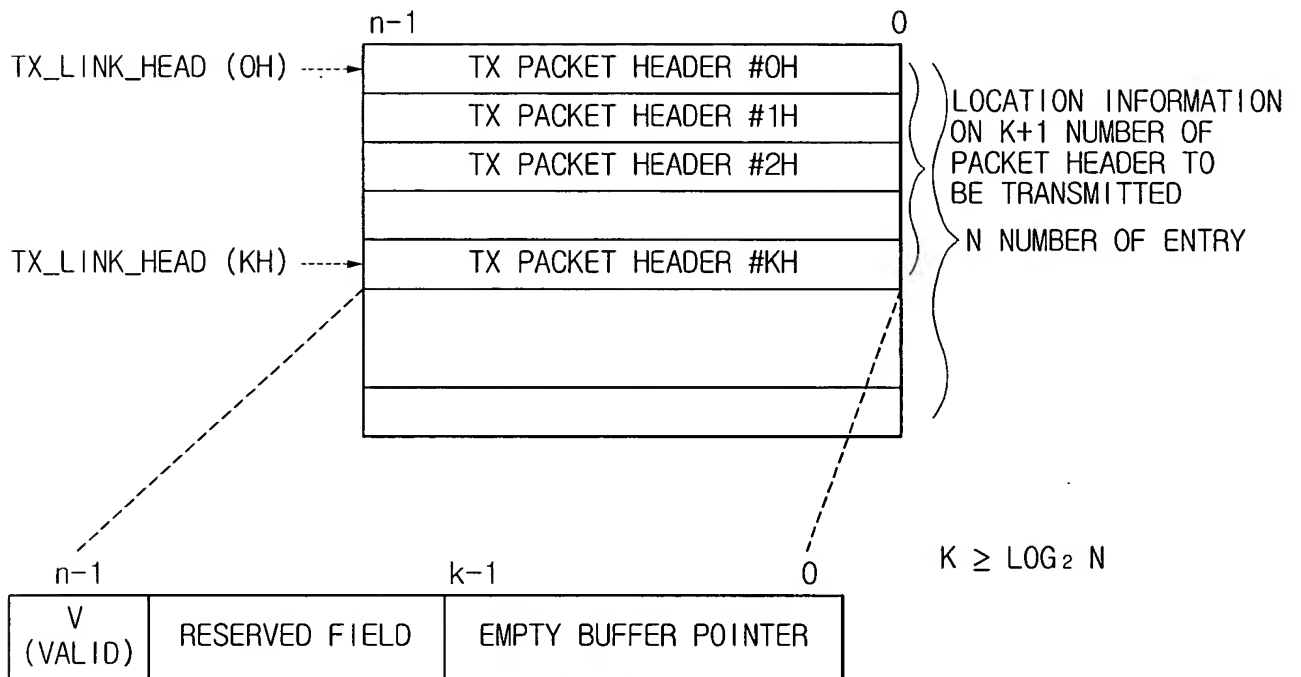 n-1 0
TX_LINK_HEAD (0H)
TX PACKET HEADER #0H
TX PACKET HEADER #1H
TX PACKET HEADER #2H
TX_LINK_HEAD (KH)
TX PACKET HEADER #KH
LOCATION INFORMATION
ON K+1 NUMBER OF
PACKET HEADER TO
BE TRANSMITTED
N NUMBER OF ENTRY
K ≥ LOG₂ N
n-1 k-1 0
V
(VALID)
RESERVED FIELD
EMPTY BUFFER POINTER